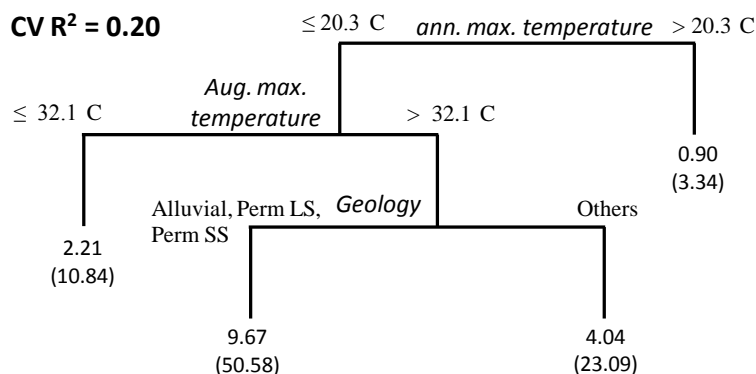 CV R² = 0.20
≤ 20.3 C
ann. max. temperature
> 20.3 C
Aug. max.
temperature
≤ 32.1 C
> 32.1 C
0.90
(3.34)
Alluvial, Perm LS,
Perm SS
Geology
Others
2.21
(10.84)
9.67
(50.58)
4.04
(23.09)